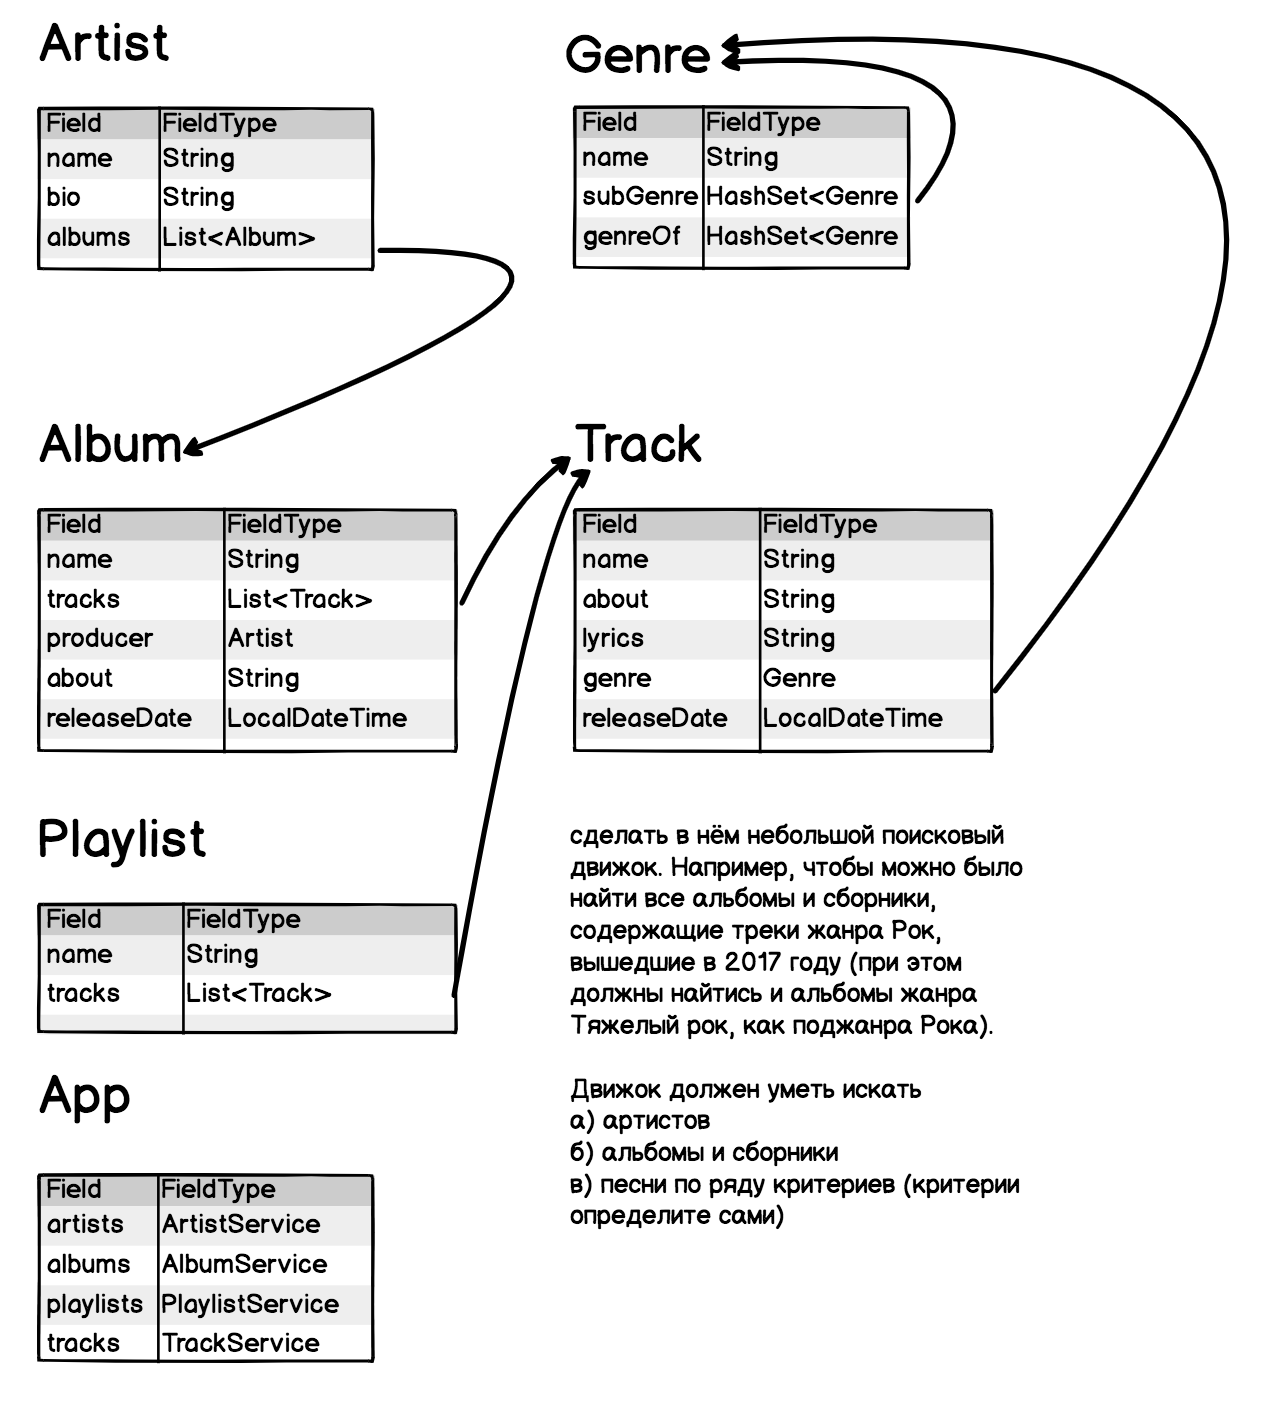 Artist
Field FieldType
name String
bio String
albums List<Album>
Genre
Field FieldType
name String
subGenre HashSet<Genre
genreOf HashSet<Genre
Album
Field FieldType
name String
tracks List<Track>
producer Artist
about String
releaseDate LocalDateTime
Track
Field FieldType
name String
about String
lyrics String
genre Genre
releaseDate LocalDateTime
Playlist
Field FieldType
name String
tracks List<Track>
сделать в нём небольшой поисковый
движок. Например, чтобы можно было
найти все альбомы и сборники,
содержащие треки жанра Рок,
вышедшие в 2017 году (при этом
должны найтись и альбомы жанра
Тяжелый рок, как поджанра Рока).
Движок должен уметь искать
а) артистов
б) альбомы и сборники
в) песни по ряду критериев (критерии
определите сами)
App
Field FieldType
artists ArtistService
albums AlbumService
playlists PlaylistService
tracks TrackService